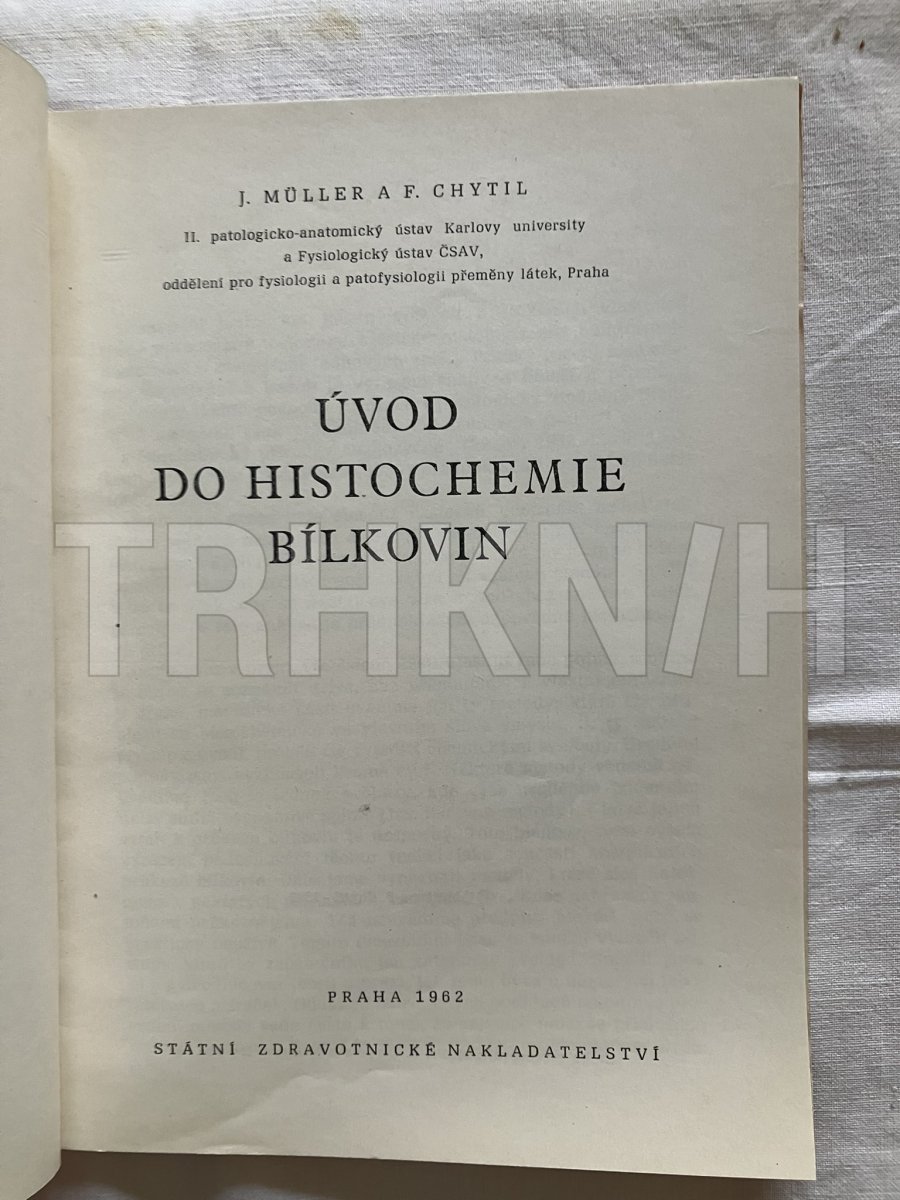 J. MÜLLER A F. CHYTIL
II. patologicko-anatomický ústav Karlovy university
a Fysiologický ústav ČSAV,
oddělení pro fysiologii a patofysiologii přeměny látek, Praha
ÚVOD
DO HISTOCHEMIE
BÍLKOVIN
TRHKNIH
PRAHA 1962
STÁTNÍ ZDRAVOTNICKÉ NAKLADATELSTVÍ